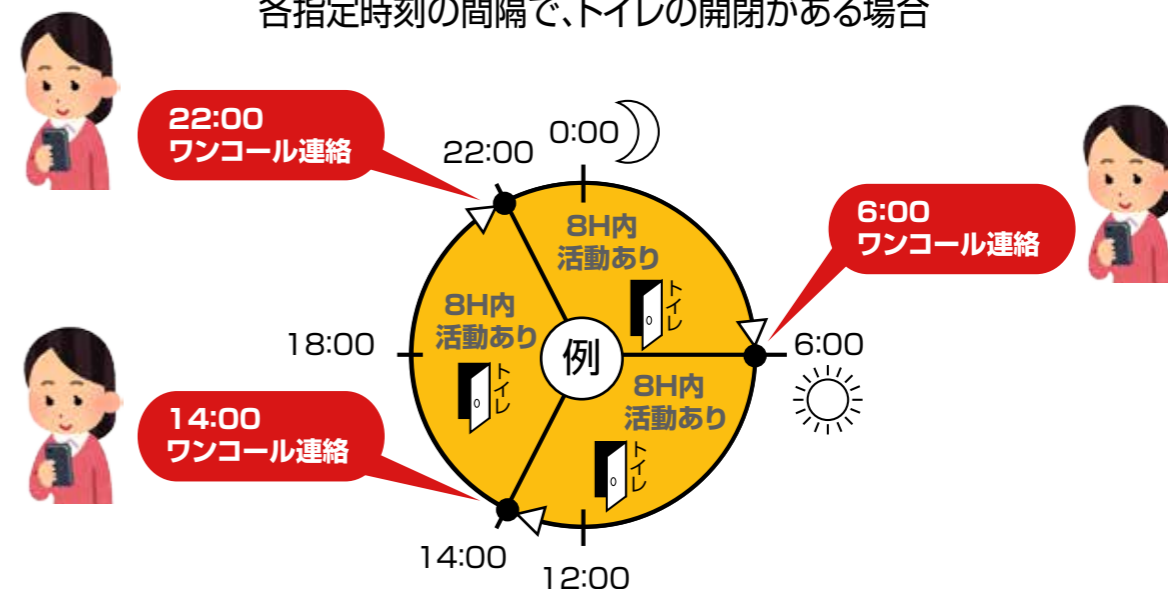 各指定時刻の間隔で、トイレの開閉がある場合
22:00
ワンコール連絡
22:00
0:00
6:00
ワンコール連絡
8H内
活動あり
トイレ
8H内
活動あり
トイレ
例
18:00
6:00
8H内
活動あり
トイレ
14:00
ワンコール連絡
14:00
12:00